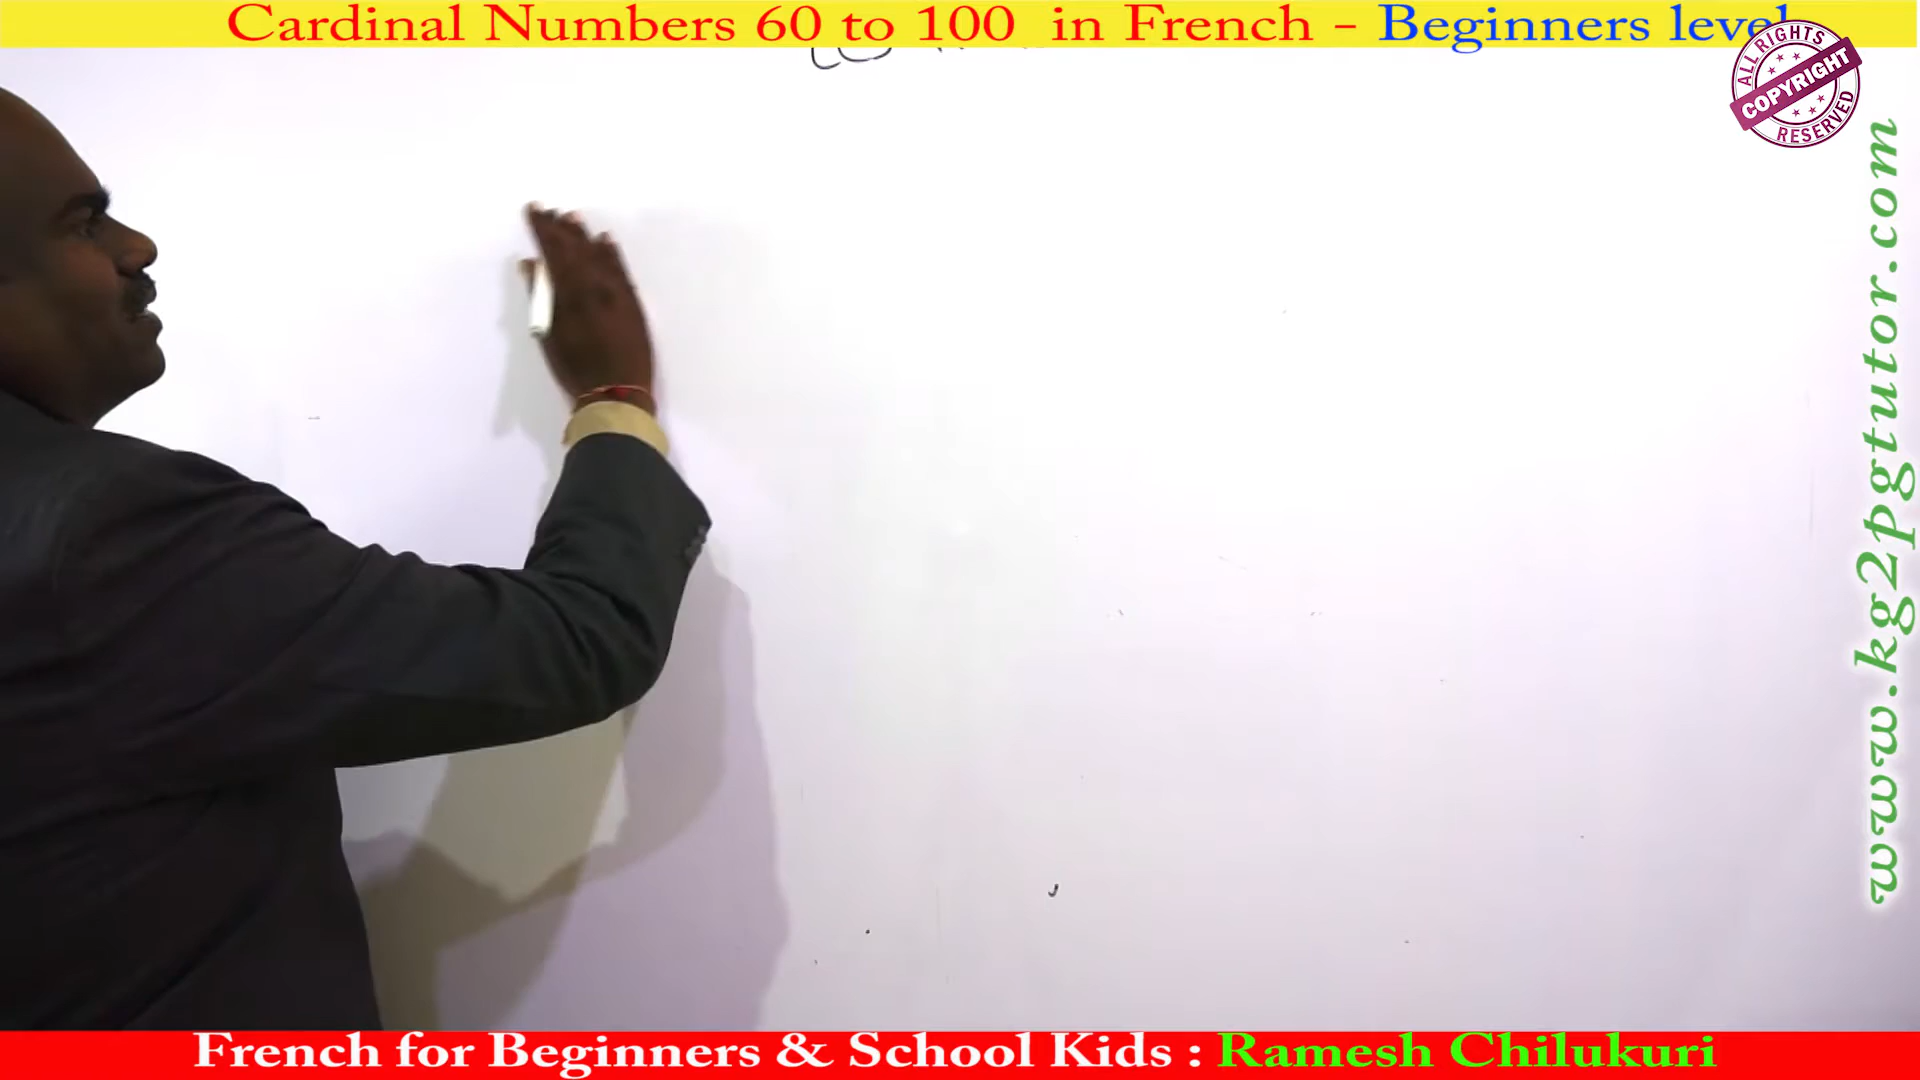 Cardinal Numbers 60 to 100 in French - Beginners level
ALL RIGHTS
COPYRIGHT
RESERVED
www.kg2pgtutor.com
French for Beginners & School Kids : Ramesh Chilukuri